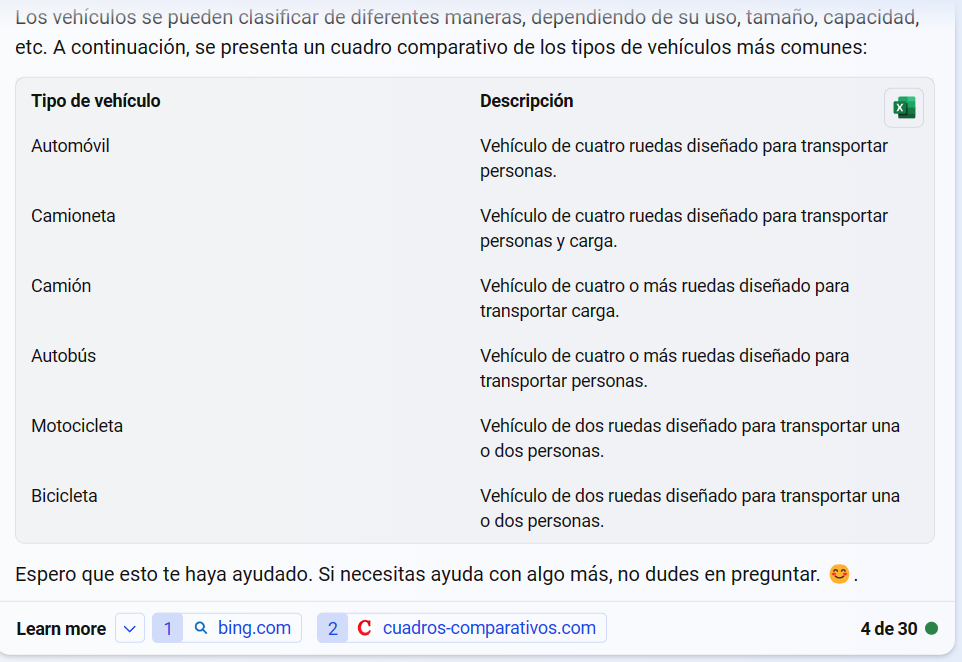 Los vehículos se pueden clasificar de diferentes maneras, dependiendo de su uso, tamaño, capacidad,
etc. A continuación, se presenta un cuadro comparativo de los tipos de vehículos más comunes:
Tipo de vehículo
Descripción
Automóvil
Vehículo de cuatro ruedas diseñado para transportar
personas.
Camioneta
Vehículo de cuatro ruedas diseñado para transportar
personas y carga.
Camión
Vehículo de cuatro o más ruedas diseñado para
transportar carga.
Autobús
Vehículo de cuatro o más ruedas diseñado para
transportar personas.
Motocicleta
Vehículo de dos ruedas diseñado para transportar una
o dos personas.
Bicicleta
Vehículo de dos ruedas diseñado para transportar una
o dos personas.
Espero que esto te haya ayudado. Si necesitas ayuda con algo más, no dudes en preguntar. 😊.
Learn more 1 bing.com 2 C cuadros-comparativos.com 4 de 30